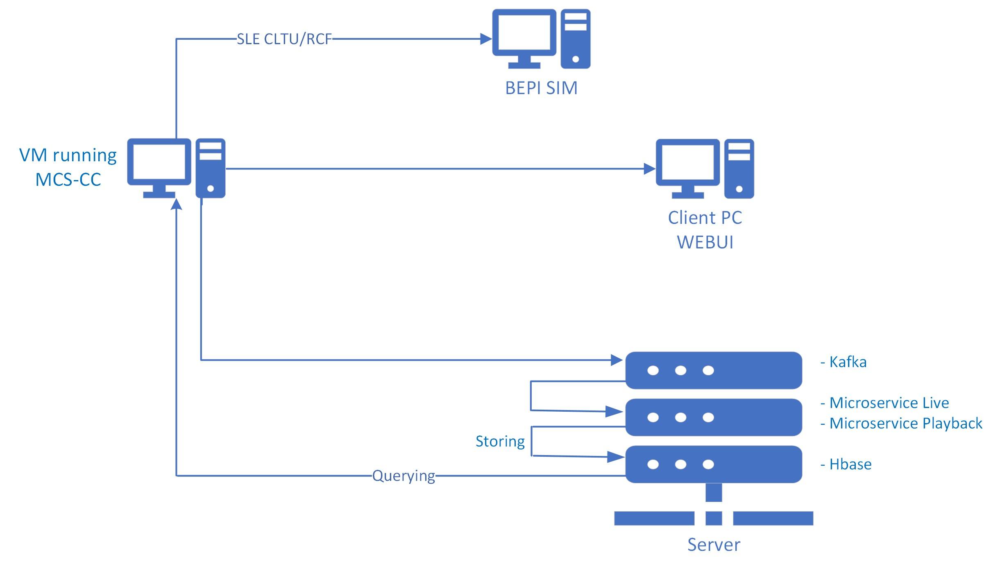 SLE CLTU/RCF
BEPI SIM
VM running
MCS-CC
Client PC
WEBUI
- Kafka
- Microservice Live
- Microservice Playback
Storing
- Hbase
Querying
Server